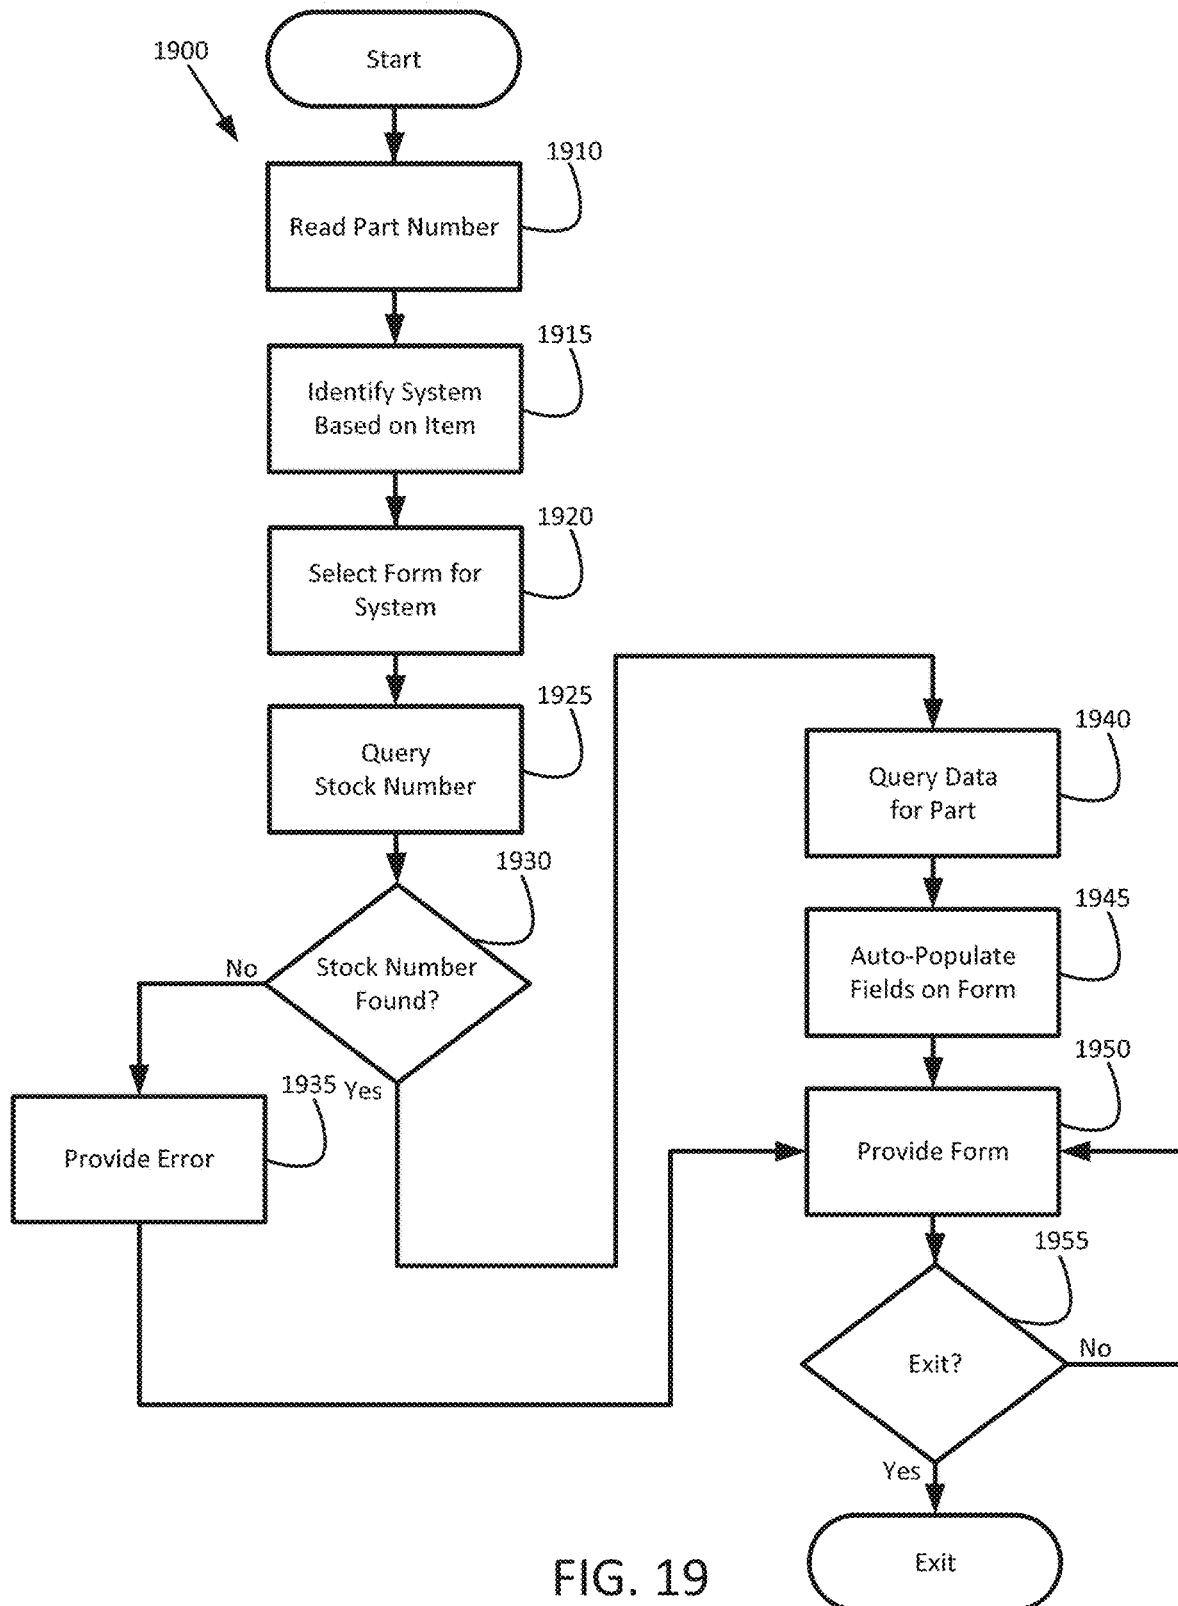 1900
Start
1910
Read Part Number
1915
Identify System
Based on Item
1920
Select Form for
System
1925
Query
Stock Number
1930
Stock Number
Found?
No
Yes
1935
Provide Error
1940
Query Data
for Part
1945
Auto-Populate
Fields on Form
1950
Provide Form
1955
Exit?
No
Yes
Exit
FIG. 19